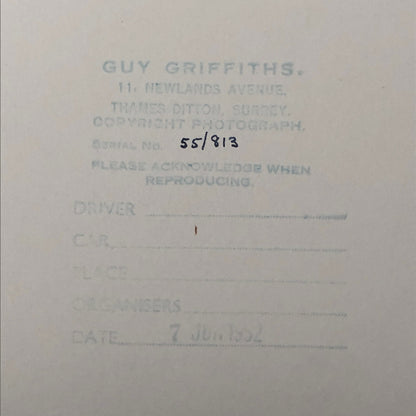 GUY GRIFFITHS.
11, NEWLANDS AVENUE,
THAMES DITTON, SURREY.
COPYRIGHT PHOTOGRAPH.
SERIAL No. 55/813
PLEASE ACKNOWLEDGE WHEN
REPRODUCING.
DRIVER
CAR
PLACE
ORGANISERS
DATE 7 JUN 1952